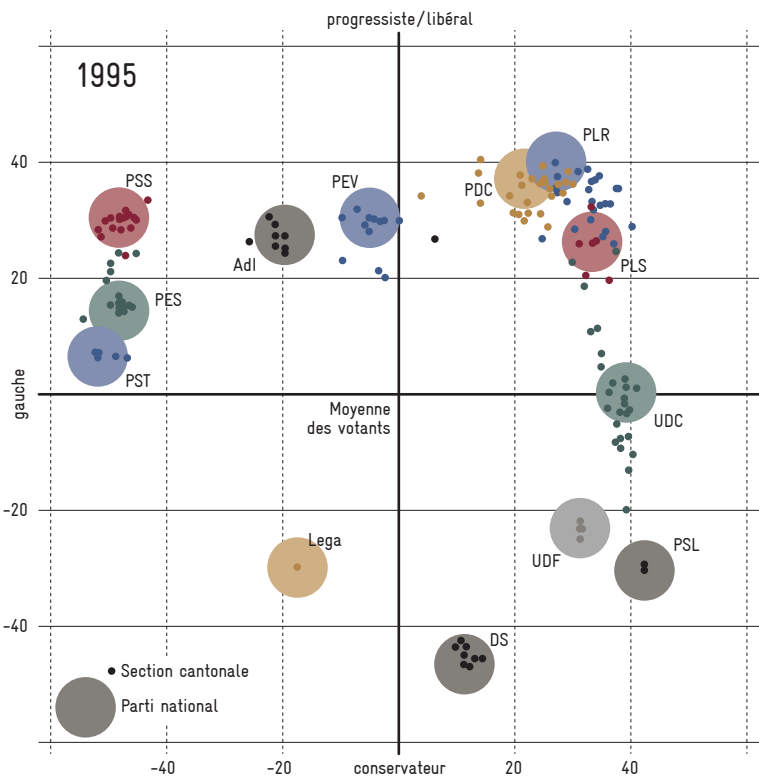 progressiste/libéral
1995
PLR
40
PSS
PEV
PDC
AdI
PLS
20
PES
PST
gauche
Moyenne
des votants
UDC
-20
Lega
UDF
PSL
-40
DS
Section cantonale
Parti national
-40
-20
conservateur
20
40